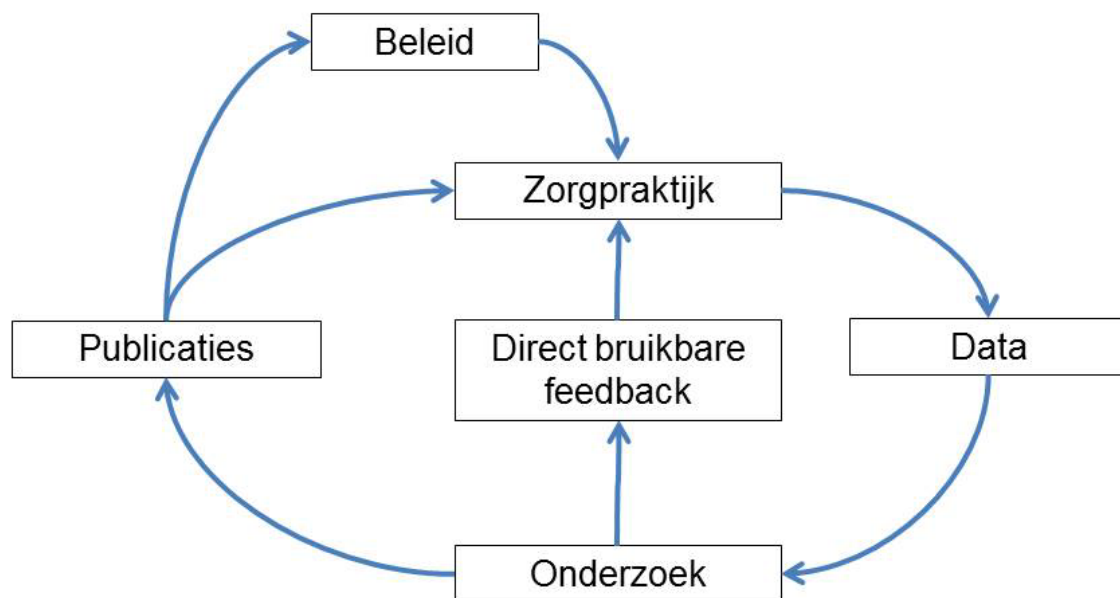 Beleid
Zorgpraktijk
Publicaties
Direct bruikbare
feedback
Data
Onderzoek